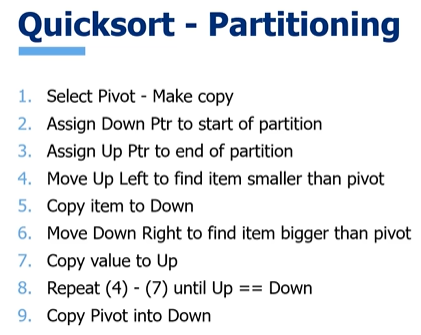 Quicksort - Partitioning
1. Select Pivot - Make copy
2. Assign Down Ptr to start of partition
3. Assign Up Ptr to end of partition
4. Move Up Left to find item smaller than pivot
5. Copy item to Down
6. Move Down Right to find item bigger than pivot
7. Copy value to Up
8. Repeat (4) - (7) until Up == Down
9. Copy Pivot into Down